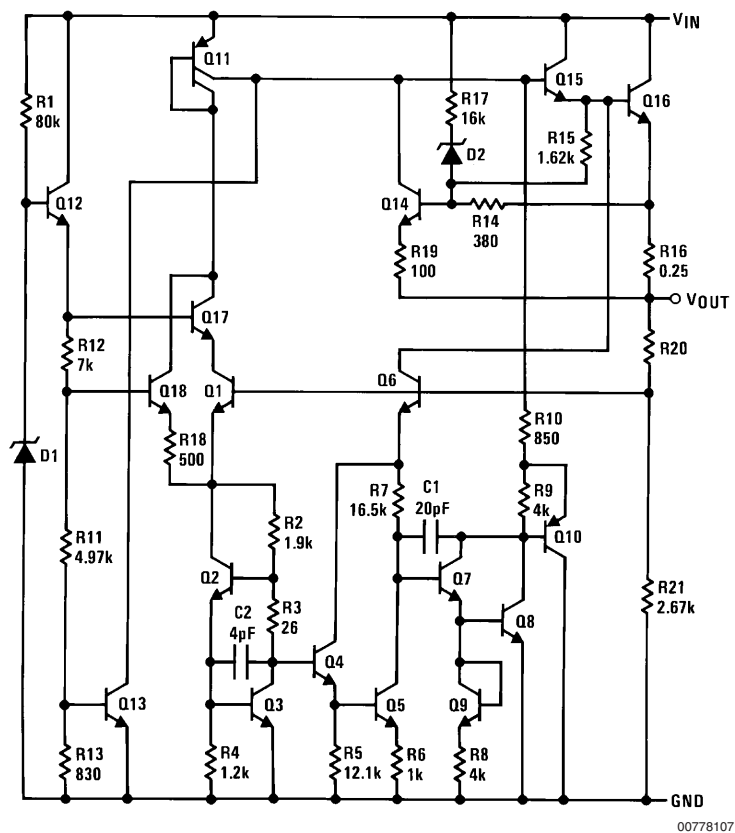 VIN
Q11
R1
80k
R17
16k
Q15
Q16
D2
R15
1.62k
Q12
Q14
R14
380
R19
100
R16
0.25
VOUT
Q17
R12
7k
R20
Q6
Q18
Q1
R18
500
R10
850
D1
R7
16.5k
C1
20pF
R9
4k
Q10
R2
1.9k
R11
4.97k
Q2
Q7
R3
26
R21
2.67k
C2
4pF
Q8
Q4
Q13
Q3
Q5
Q9
R13
830
R4
1.2k
R5
12.1k
R6
1k
R8
4k
GND
00778107